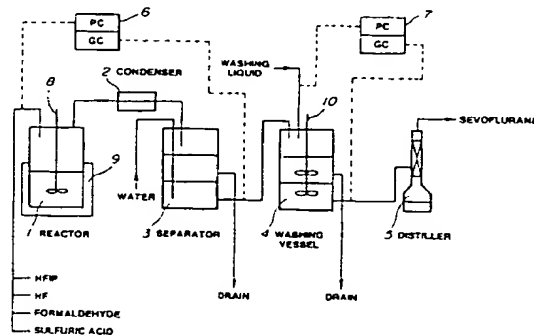 PC
GC
6
PC
GC
7
WASHING
LIQUID
2 CONDENSER
8
10
SEVOFLURANE
9
WATER
1 REACTOR
3 SEPARATOR
4 WASHING
VESSEL
5 DISTILLER
HFIP
HF
FORMALDEHYDE
SULFURIC ACID
DRAIN
DRAIN